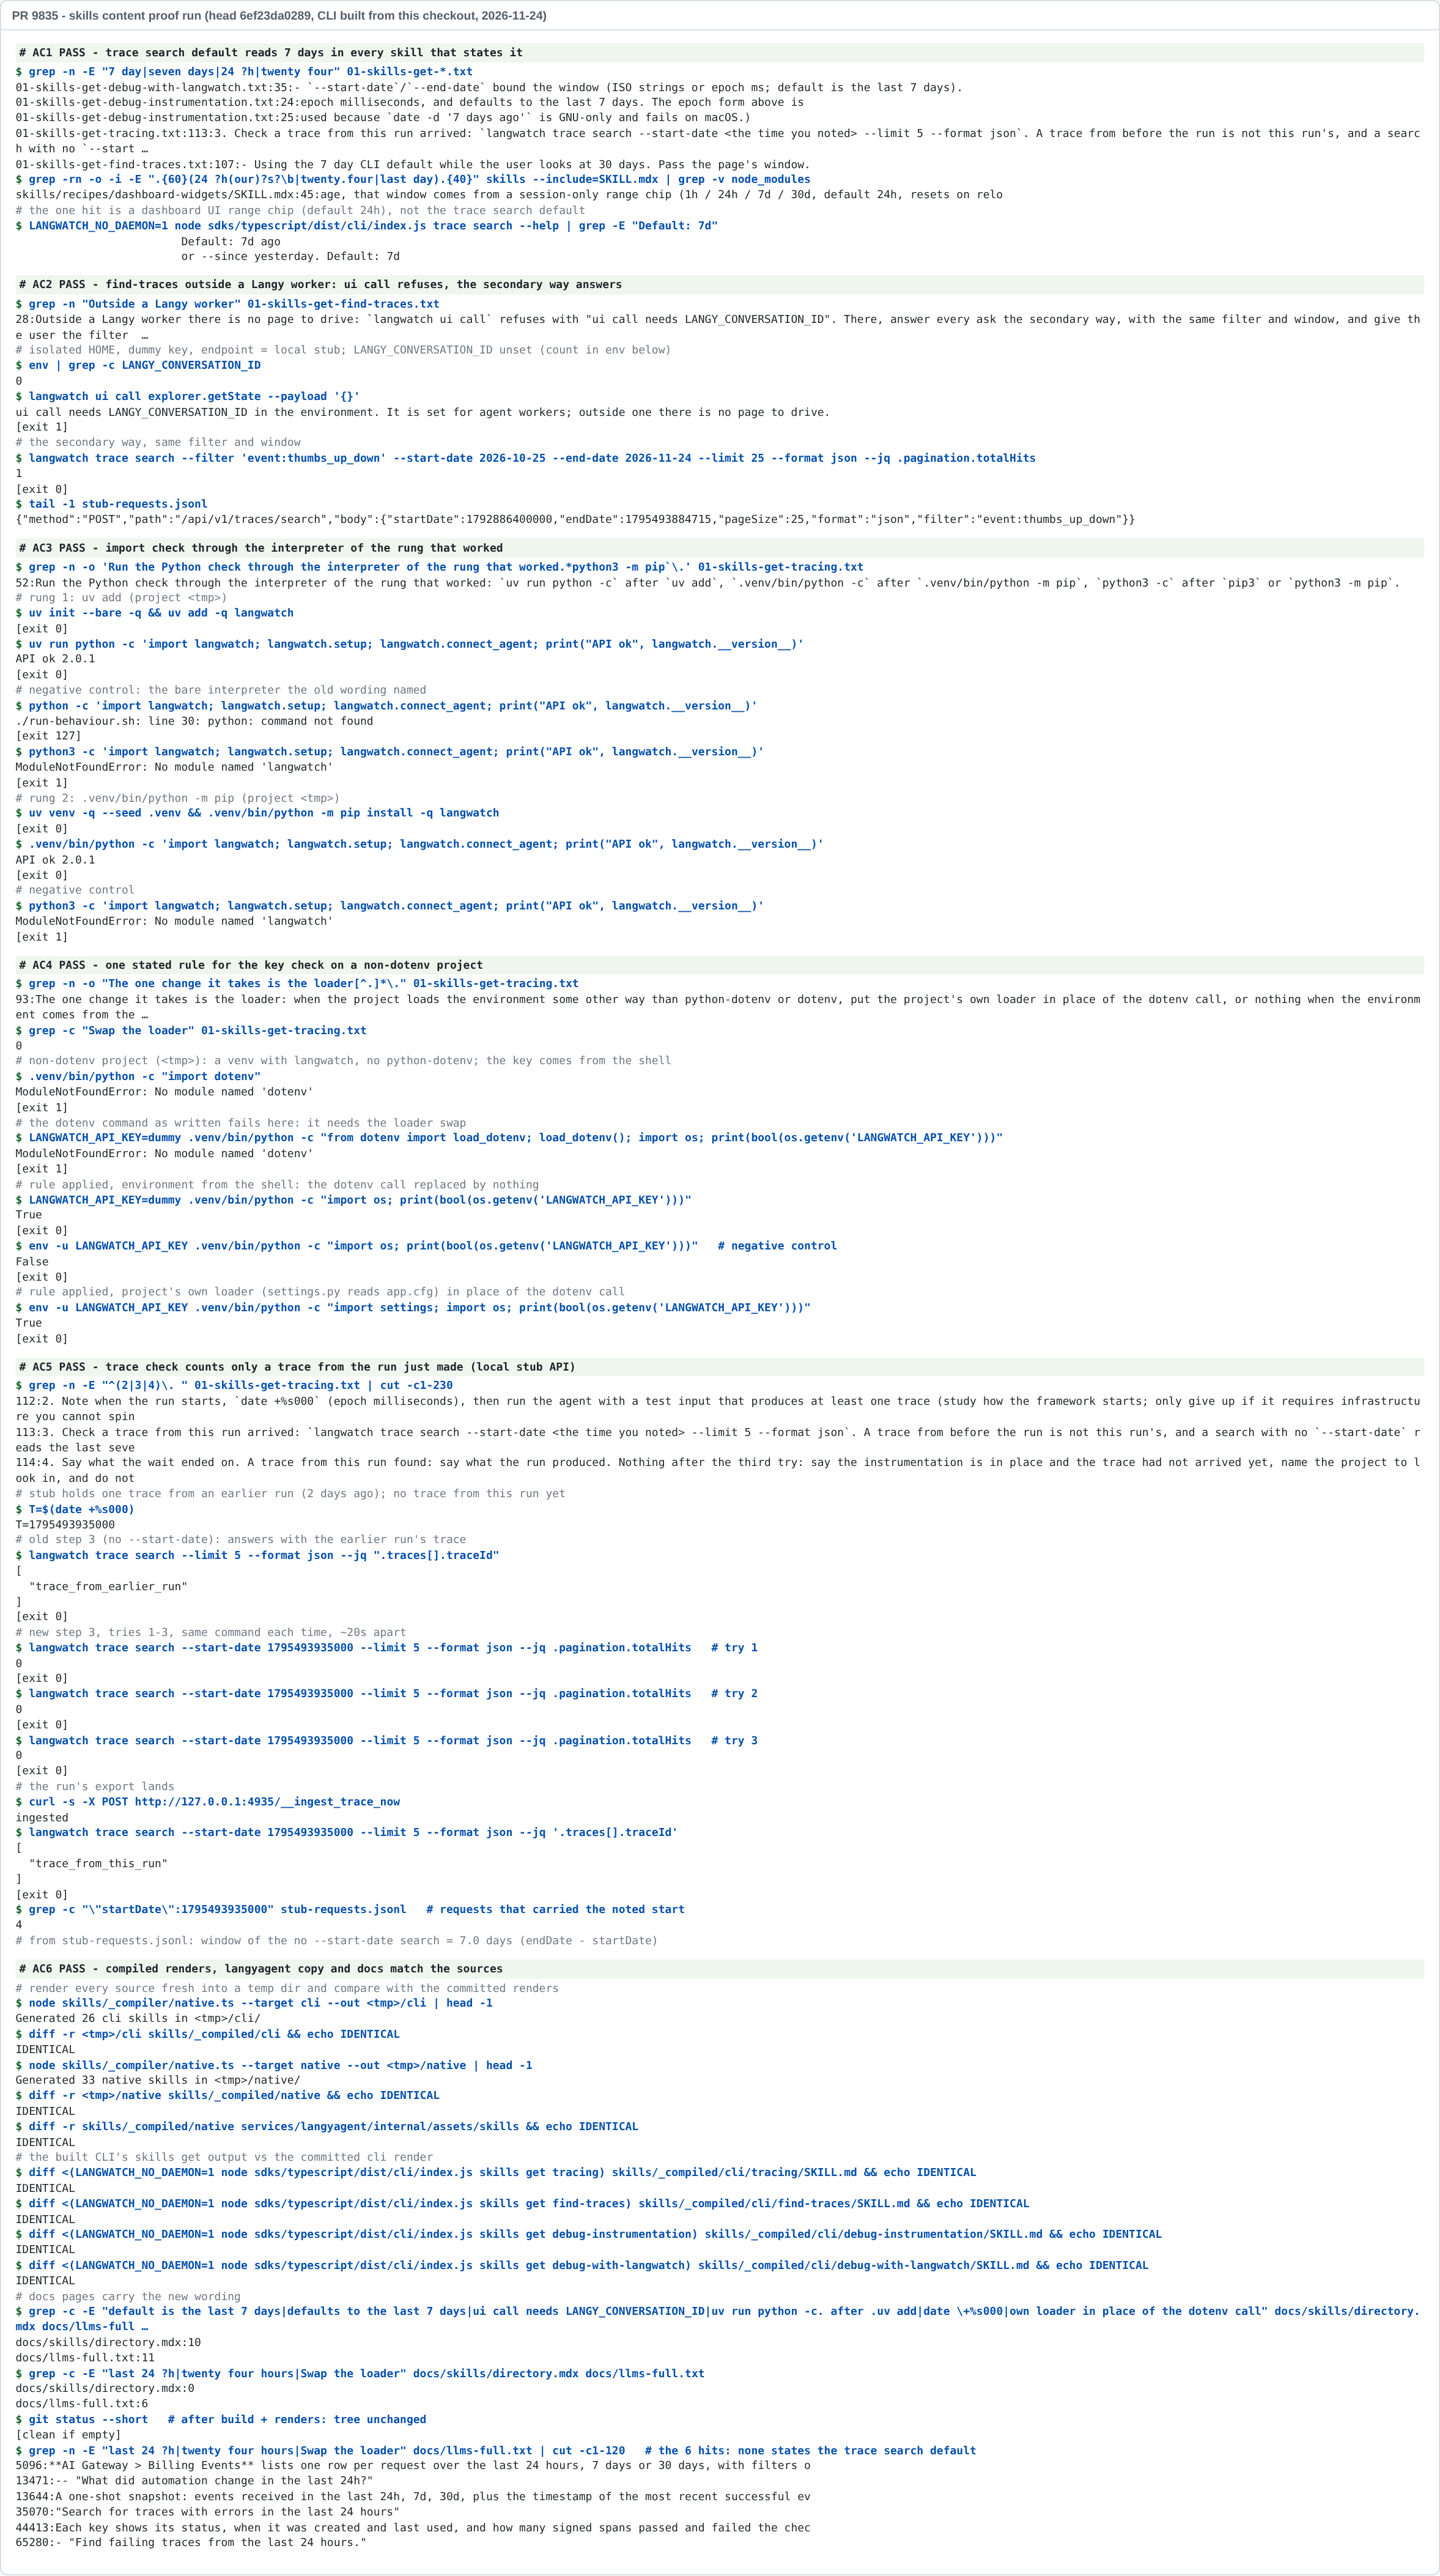 PR 9835 - skills content proof run (head 6ef23da0289, CLI built from this checkout, 2026-11-24)
# AC1 PASS - trace search default reads 7 days in every skill that states it
$ grep -n -E "7 day|seven days|24 ?h|twenty four" 01-skills-get-*.txt
01-skills-get-debug-with-langwatch.txt:35:- `--start-date`/`--end-date` bound the window (ISO strings or epoch ms; default is the last 7 days).
01-skills-get-debug-instrumentation.txt:24:epoch milliseconds, and defaults to the last 7 days. The epoch form above is
01-skills-get-debug-instrumentation.txt:25:used because `date -d '7 days ago'` is GNU-only and fails on macOS.)
01-skills-get-tracing.txt:113:3. Check a trace from this run arrived: `langwatch trace search --start-date <the time you noted> --limit 5 --format json`. A trace from before the run is not this run's, and a searc
h with no `--start …
01-skills-get-find-traces.txt:107:- Using the 7 day CLI default while the user looks at 30 days. Pass the page's window.
$ grep -rn -o -i -E ".{60}(24 ?h(our)?s?\b|twenty.four|last day).{40}" skills --include=SKILL.mdx | grep -v node_modules
skills/recipes/dashboard-widgets/SKILL.mdx:45:age, that window comes from a session-only range chip (1h / 24h / 7d / 30d, default 24h, resets on relo
# the one hit is a dashboard UI range chip (default 24h), not the trace search default
$ LANGWATCH_NO_DAEMON=1 node sdks/typescript/dist/cli/index.js trace search --help | grep -E "Default: 7d"
Default: 7d ago
or --since yesterday. Default: 7d
# AC2 PASS - find-traces outside a Langy worker: ui call refuses, the secondary way answers
$ grep -n "Outside a Langy worker" 01-skills-get-find-traces.txt
28:Outside a Langy worker there is no page to drive: `langwatch ui call` refuses with "ui call needs LANGY_CONVERSATION_ID". There, answer every ask the secondary way, with the same filter and window, and give th
e user the filter  …
# isolated HOME, dummy key, endpoint = local stub; LANGY_CONVERSATION_ID unset (count in env below)
$ env | grep -c LANGY_CONVERSATION_ID
0
$ langwatch ui call explorer.getState --payload '{}'
ui call needs LANGY_CONVERSATION_ID in the environment. It is set for agent workers; outside one there is no page to drive.
[exit 1]
# the secondary way, same filter and window
$ langwatch trace search --filter 'event:thumbs_up_down' --start-date 2026-10-25 --end-date 2026-11-24 --limit 25 --format json --jq .pagination.totalHits
1
[exit 0]
$ tail -1 stub-requests.jsonl
{"method":"POST","path":"/api/v1/traces/search","body":{"startDate":1792886400000,"endDate":1795493884715,"pageSize":25,"format":"json","filter":"event:thumbs_up_down"}}
# AC3 PASS - import check through the interpreter of the rung that worked
$ grep -n -o 'Run the Python check through the interpreter of the rung that worked.*python3 -m pip`\.' 01-skills-get-tracing.txt
52:Run the Python check through the interpreter of the rung that worked: `uv run python -c` after `uv add`, `.venv/bin/python -c` after `.venv/bin/python -m pip`, `python3 -c` after `pip3` or `python3 -m pip`.
# rung 1: uv add (project <tmp>)
$ uv init --bare -q && uv add -q langwatch
[exit 0]
$ uv run python -c 'import langwatch; langwatch.setup; langwatch.connect_agent; print("API ok", langwatch.__version__)'
API ok 2.0.1
[exit 0]
# negative control: the bare interpreter the old wording named
$ python -c 'import langwatch; langwatch.setup; langwatch.connect_agent; print("API ok", langwatch.__version__)'
./run-behaviour.sh: line 30: python: command not found
[exit 127]
$ python3 -c 'import langwatch; langwatch.setup; langwatch.connect_agent; print("API ok", langwatch.__version__)'
ModuleNotFoundError: No module named 'langwatch'
[exit 1]
# rung 2: .venv/bin/python -m pip (project <tmp>)
$ uv venv -q --seed .venv && .venv/bin/python -m pip install -q langwatch
[exit 0]
$ .venv/bin/python -c 'import langwatch; langwatch.setup; langwatch.connect_agent; print("API ok", langwatch.__version__)'
API ok 2.0.1
[exit 0]
# negative control
$ python3 -c 'import langwatch; langwatch.setup; langwatch.connect_agent; print("API ok", langwatch.__version__)'
ModuleNotFoundError: No module named 'langwatch'
[exit 1]
# AC4 PASS - one stated rule for the key check on a non-dotenv project
$ grep -n -o "The one change it takes is the loader[^.]*\." 01-skills-get-tracing.txt
93:The one change it takes is the loader: when the project loads the environment some other way than python-dotenv or dotenv, put the project's own loader in place of the dotenv call, or nothing when the environm
ent comes from the …
$ grep -c "Swap the loader" 01-skills-get-tracing.txt
0
# non-dotenv project (<tmp>): a venv with langwatch, no python-dotenv; the key comes from the shell
$ .venv/bin/python -c "import dotenv"
ModuleNotFoundError: No module named 'dotenv'
[exit 1]
# the dotenv command as written fails here: it needs the loader swap
$ LANGWATCH_API_KEY=dummy .venv/bin/python -c "from dotenv import load_dotenv; load_dotenv(); import os; print(bool(os.getenv('LANGWATCH_API_KEY')))"
ModuleNotFoundError: No module named 'dotenv'
[exit 1]
# rule applied, environment from the shell: the dotenv call replaced by nothing
$ LANGWATCH_API_KEY=dummy .venv/bin/python -c "import os; print(bool(os.getenv('LANGWATCH_API_KEY')))"
True
[exit 0]
$ env -u LANGWATCH_API_KEY .venv/bin/python -c "import os; print(bool(os.getenv('LANGWATCH_API_KEY')))"   # negative control
False
[exit 0]
# rule applied, project's own loader (settings.py reads app.cfg) in place of the dotenv call
$ env -u LANGWATCH_API_KEY .venv/bin/python -c "import settings; import os; print(bool(os.getenv('LANGWATCH_API_KEY')))"
True
[exit 0]
# AC5 PASS - trace check counts only a trace from the run just made (local stub API)
$ grep -n -E "^(2|3|4)\. " 01-skills-get-tracing.txt | cut -c1-230
112:2. Note when the run starts, `date +%s000` (epoch milliseconds), then run the agent with a test input that produces at least one trace (study how the framework starts; only give up if it requires infrastructu
re you cannot spin
113:3. Check a trace from this run arrived: `langwatch trace search --start-date <the time you noted> --limit 5 --format json`. A trace from before the run is not this run's, and a search with no `--start-date` r
eads the last seve
114:4. Say what the wait ended on. A trace from this run found: say what the run produced. Nothing after the third try: say the instrumentation is in place and the trace had not arrived yet, name the project to l
ook in, and do not
# stub holds one trace from an earlier run (2 days ago); no trace from this run yet
$ T=$(date +%s000)
T=1795493935000
# old step 3 (no --start-date): answers with the earlier run's trace
$ langwatch trace search --limit 5 --format json --jq ".traces[].traceId"
[
"trace_from_earlier_run"
]
[exit 0]
# new step 3, tries 1-3, same command each time, ~20s apart
$ langwatch trace search --start-date 1795493935000 --limit 5 --format json --jq .pagination.totalHits   # try 1
0
[exit 0]
$ langwatch trace search --start-date 1795493935000 --limit 5 --format json --jq .pagination.totalHits   # try 2
0
[exit 0]
$ langwatch trace search --start-date 1795493935000 --limit 5 --format json --jq .pagination.totalHits   # try 3
0
[exit 0]
# the run's export lands
$ curl -s -X POST http://127.0.0.1:4935/__ingest_trace_now
ingested
$ langwatch trace search --start-date 1795493935000 --limit 5 --format json --jq '.traces[].traceId'
[
"trace_from_this_run"
]
[exit 0]
$ grep -c "\"startDate\":1795493935000" stub-requests.jsonl   # requests that carried the noted start
4
# from stub-requests.jsonl: window of the no --start-date search = 7.0 days (endDate - startDate)
# AC6 PASS - compiled renders, langyagent copy and docs match the sources
# render every source fresh into a temp dir and compare with the committed renders
$ node skills/_compiler/native.ts --target cli --out <tmp>/cli | head -1
Generated 26 cli skills in <tmp>/cli/
$ diff -r <tmp>/cli skills/_compiled/cli && echo IDENTICAL
IDENTICAL
$ node skills/_compiler/native.ts --target native --out <tmp>/native | head -1
Generated 33 native skills in <tmp>/native/
$ diff -r <tmp>/native skills/_compiled/native && echo IDENTICAL
IDENTICAL
$ diff -r skills/_compiled/native services/langyagent/internal/assets/skills && echo IDENTICAL
IDENTICAL
# the built CLI's skills get output vs the committed cli render
$ diff <(LANGWATCH_NO_DAEMON=1 node sdks/typescript/dist/cli/index.js skills get tracing) skills/_compiled/cli/tracing/SKILL.md && echo IDENTICAL
IDENTICAL
$ diff <(LANGWATCH_NO_DAEMON=1 node sdks/typescript/dist/cli/index.js skills get find-traces) skills/_compiled/cli/find-traces/SKILL.md && echo IDENTICAL
IDENTICAL
$ diff <(LANGWATCH_NO_DAEMON=1 node sdks/typescript/dist/cli/index.js skills get debug-instrumentation) skills/_compiled/cli/debug-instrumentation/SKILL.md && echo IDENTICAL
IDENTICAL
$ diff <(LANGWATCH_NO_DAEMON=1 node sdks/typescript/dist/cli/index.js skills get debug-with-langwatch) skills/_compiled/cli/debug-with-langwatch/SKILL.md && echo IDENTICAL
IDENTICAL
# docs pages carry the new wording
$ grep -c -E "default is the last 7 days|defaults to the last 7 days|ui call needs LANGY_CONVERSATION_ID|uv run python -c. after .uv add|date \+%s000|own loader in place of the dotenv call" docs/skills/directory.
mdx docs/llms-full …
docs/skills/directory.mdx:10
docs/llms-full.txt:11
$ grep -c -E "last 24 ?h|twenty four hours|Swap the loader" docs/skills/directory.mdx docs/llms-full.txt
docs/skills/directory.mdx:0
docs/llms-full.txt:6
$ git status --short   # after build + renders: tree unchanged
[clean if empty]
$ grep -n -E "last 24 ?h|twenty four hours|Swap the loader" docs/llms-full.txt | cut -c1-120   # the 6 hits: none states the trace search default
5096:**AI Gateway > Billing Events** lists one row per request over the last 24 hours, 7 days or 30 days, with filters o
13471:-- "What did automation change in the last 24h?"
13644:A one-shot snapshot: events received in the last 24h, 7d, 30d, plus the timestamp of the most recent successful ev
35070:"Search for traces with errors in the last 24 hours"
44413:Each key shows its status, when it was created and last used, and how many signed spans passed and failed the chec
65280:- "Find failing traces from the last 24 hours."